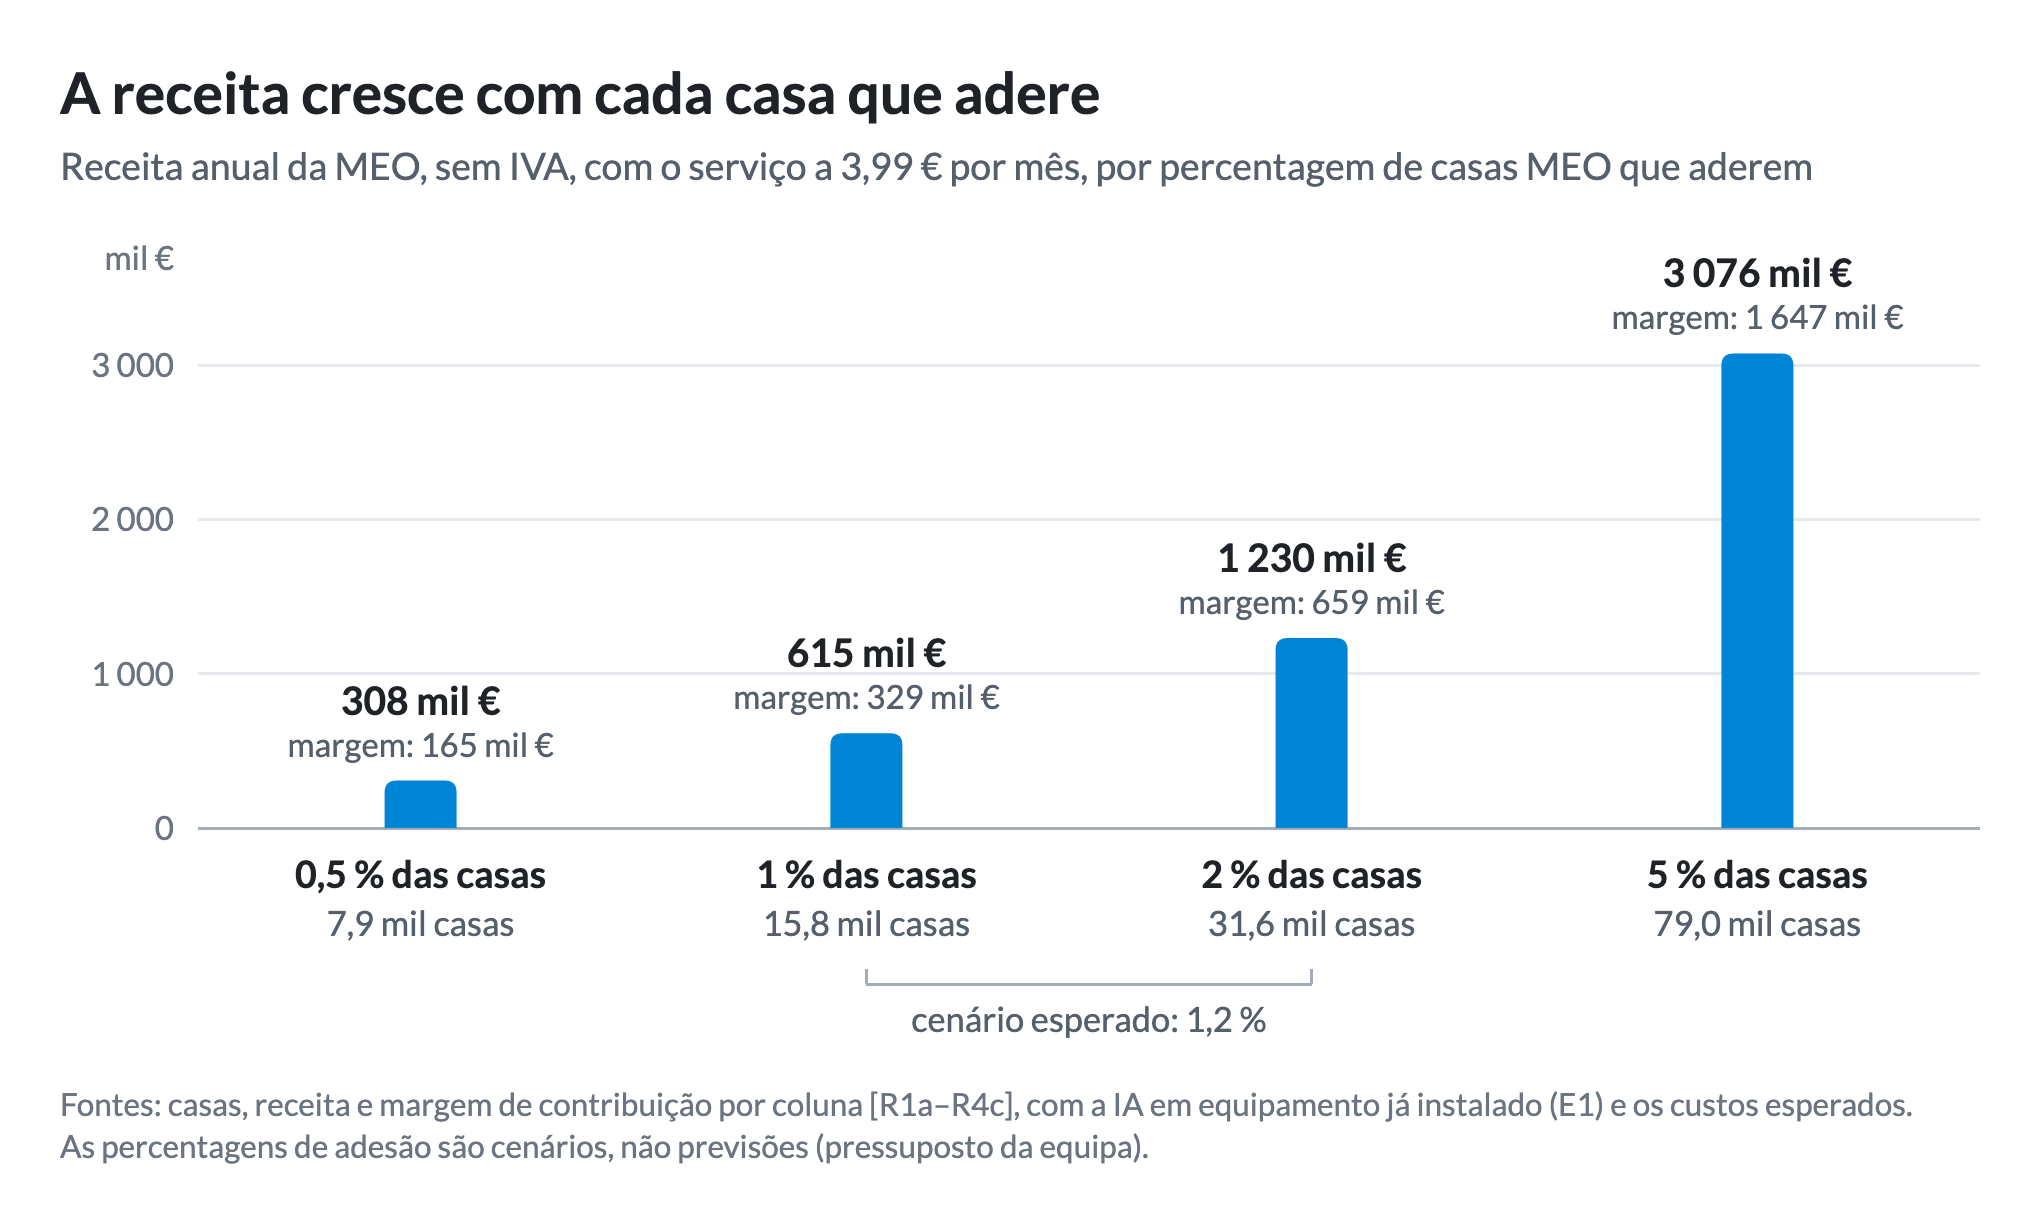 A receita cresce com cada casa que adere
Receita anual da MEO, sem IVA, com o serviço a 3,99 € por mês, por percentagem de casas MEO que aderem
mil €
3 076 mil €
margem: 1 647 mil €
3 000
2 000
1 230 mil €
margem: 659 mil €
615 mil €
margem: 329 mil €
1 000
308 mil €
margem: 165 mil €
0
0,5 % das casas
1 % das casas
2 % das casas
5 % das casas
7,9 mil casas
15,8 mil casas
31,6 mil casas
79,0 mil casas
cenário esperado: 1,2 %
Fontes: casas, receita e margem de contribuição por coluna [R1a–R4c], com a IA em equipamento já instalado (E1) e os custos esperados.
As percentagens de adesão são cenários, não previsões (pressuposto da equipa).